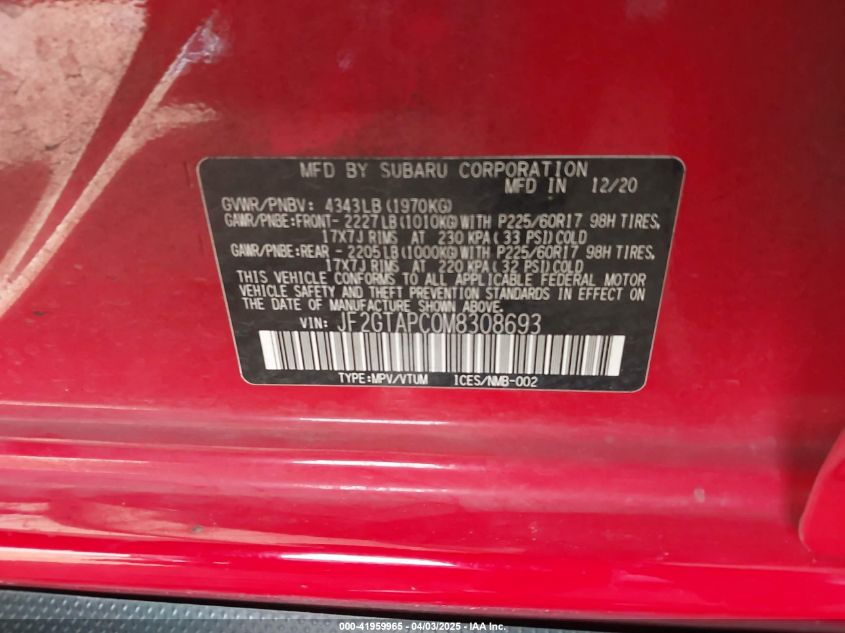 MFD BY SUBARU CORPORATION
MFD IN 12/20
GVWR/PNBV: 4343LB(1970KG)
GAWR/PNBE:FRONT- 2227LB(1010KG)WITH P225/60R17 98H TIRES,
17X7J RIMS AT 230 KPA( 33 PSI)COLD
GAWR/PNBE:REAR - 2205LB(1000KG)WITH P225/60R17 98H TIRES,
17X7J RIMS AT 220 KPA( 32 PSI)COLD
THIS VEHICLE CONFORMS TO ALL APPLICABLE FEDERAL MOTOR
VEHICLE SAFETY AND THEFT PREVENTION STANDARDS IN EFFECT ON
THE DATE OF MANUFACTURE SHOWN ABOVE.
VIN: JF2GTAPC0M8308693
TYPE:MPV/VTUM ICES/NMB-002
000-41959965 - 04/03/2025 - IAA Inc.